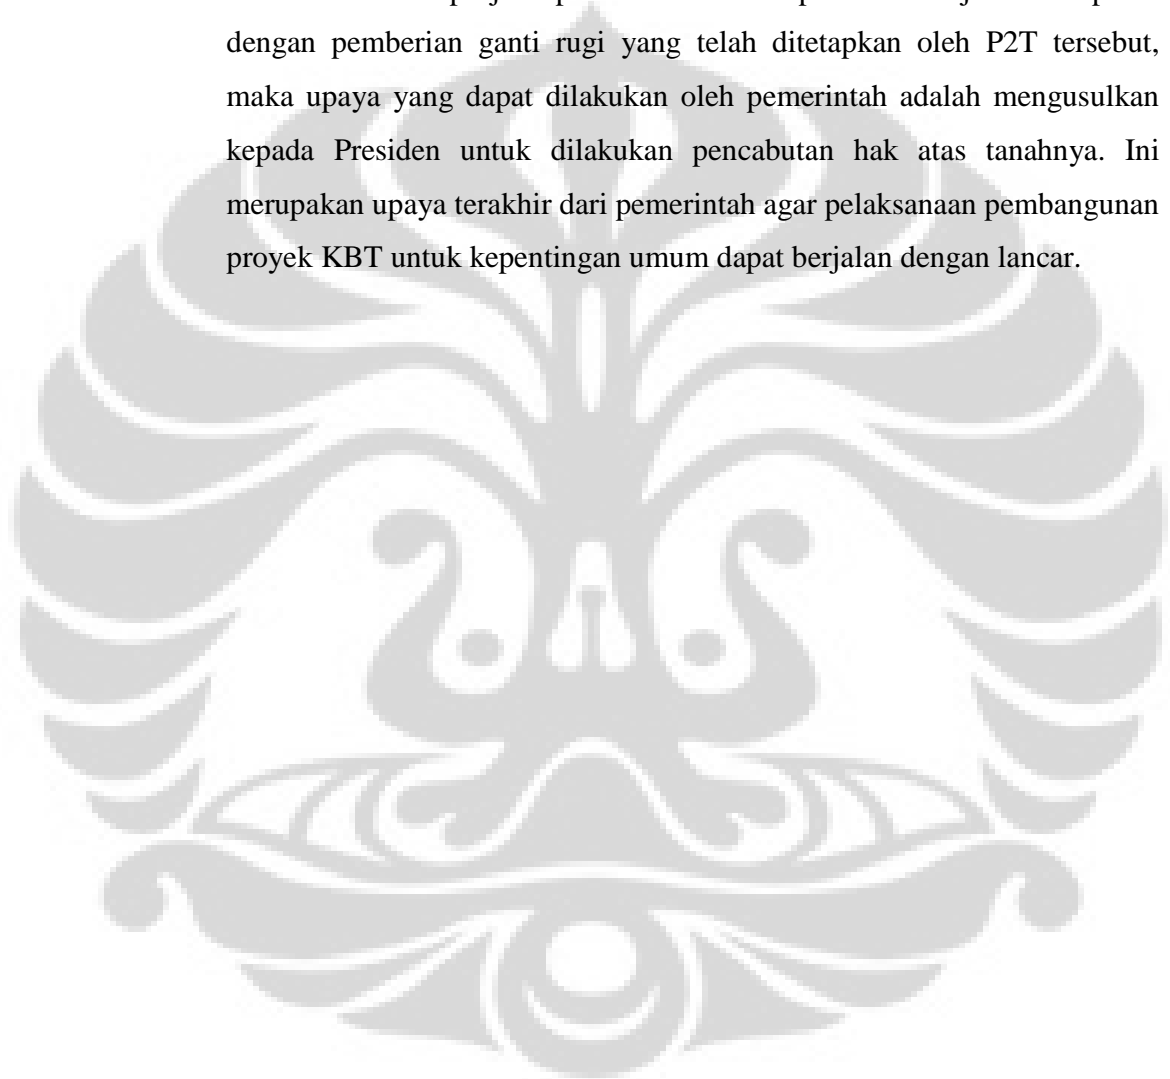 dengan pemberian ganti rugi yang telah ditetapkan oleh P2T tersebut,
maka upaya yang dapat dilakukan oleh pemerintah adalah mengusulkan
kepada Presiden untuk dilakukan pencabutan hak atas tanahnya. Ini
merupakan upaya terakhir dari pemerintah agar pelaksanaan pembangunan
proyek KBT untuk kepentingan umum dapat berjalan dengan lancar.